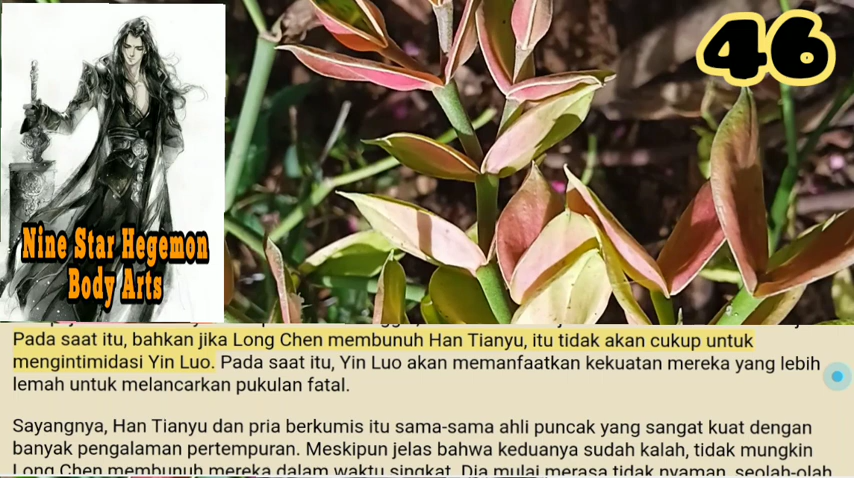 46
Nine Star Hegemon
Body Arts
Pada saat itu, bahkan jika Long Chen membunuh Han Tianyu, itu tidak akan cukup untuk
mengintimidasi Yin Luo. Pada saat itu, Yin Luo akan memanfaatkan kekuatan mereka yang lebih
lemah untuk melancarkan pukulan fatal.
Sayangnya, Han Tianyu dan pria berkumis itu sama-sama ahli puncak yang sangat kuat dengan
banyak pengalaman pertempuran. Meskipun jelas bahwa keduanya sudah kalah, tidak mungkin
Long Chen membunuh mereka dalam waktu singkat. Dia mulai merasa tidak nyaman, seolah-olah